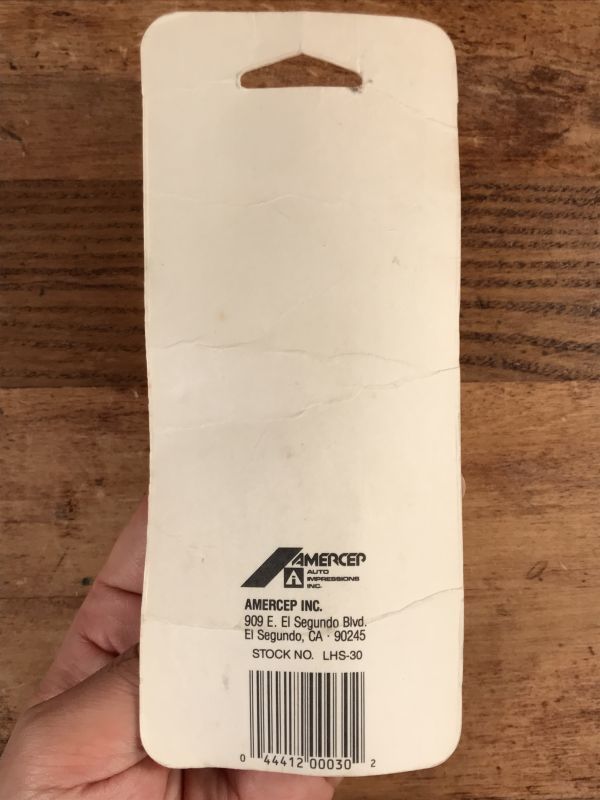 AMERCEP
AUTO
IMPRESSIONS
INC.
AMERCEP INC.
909 E. El Segundo Blvd.
El Segundo, CA · 90245
STOCK NO. LHS-30
0 44412 00030 2